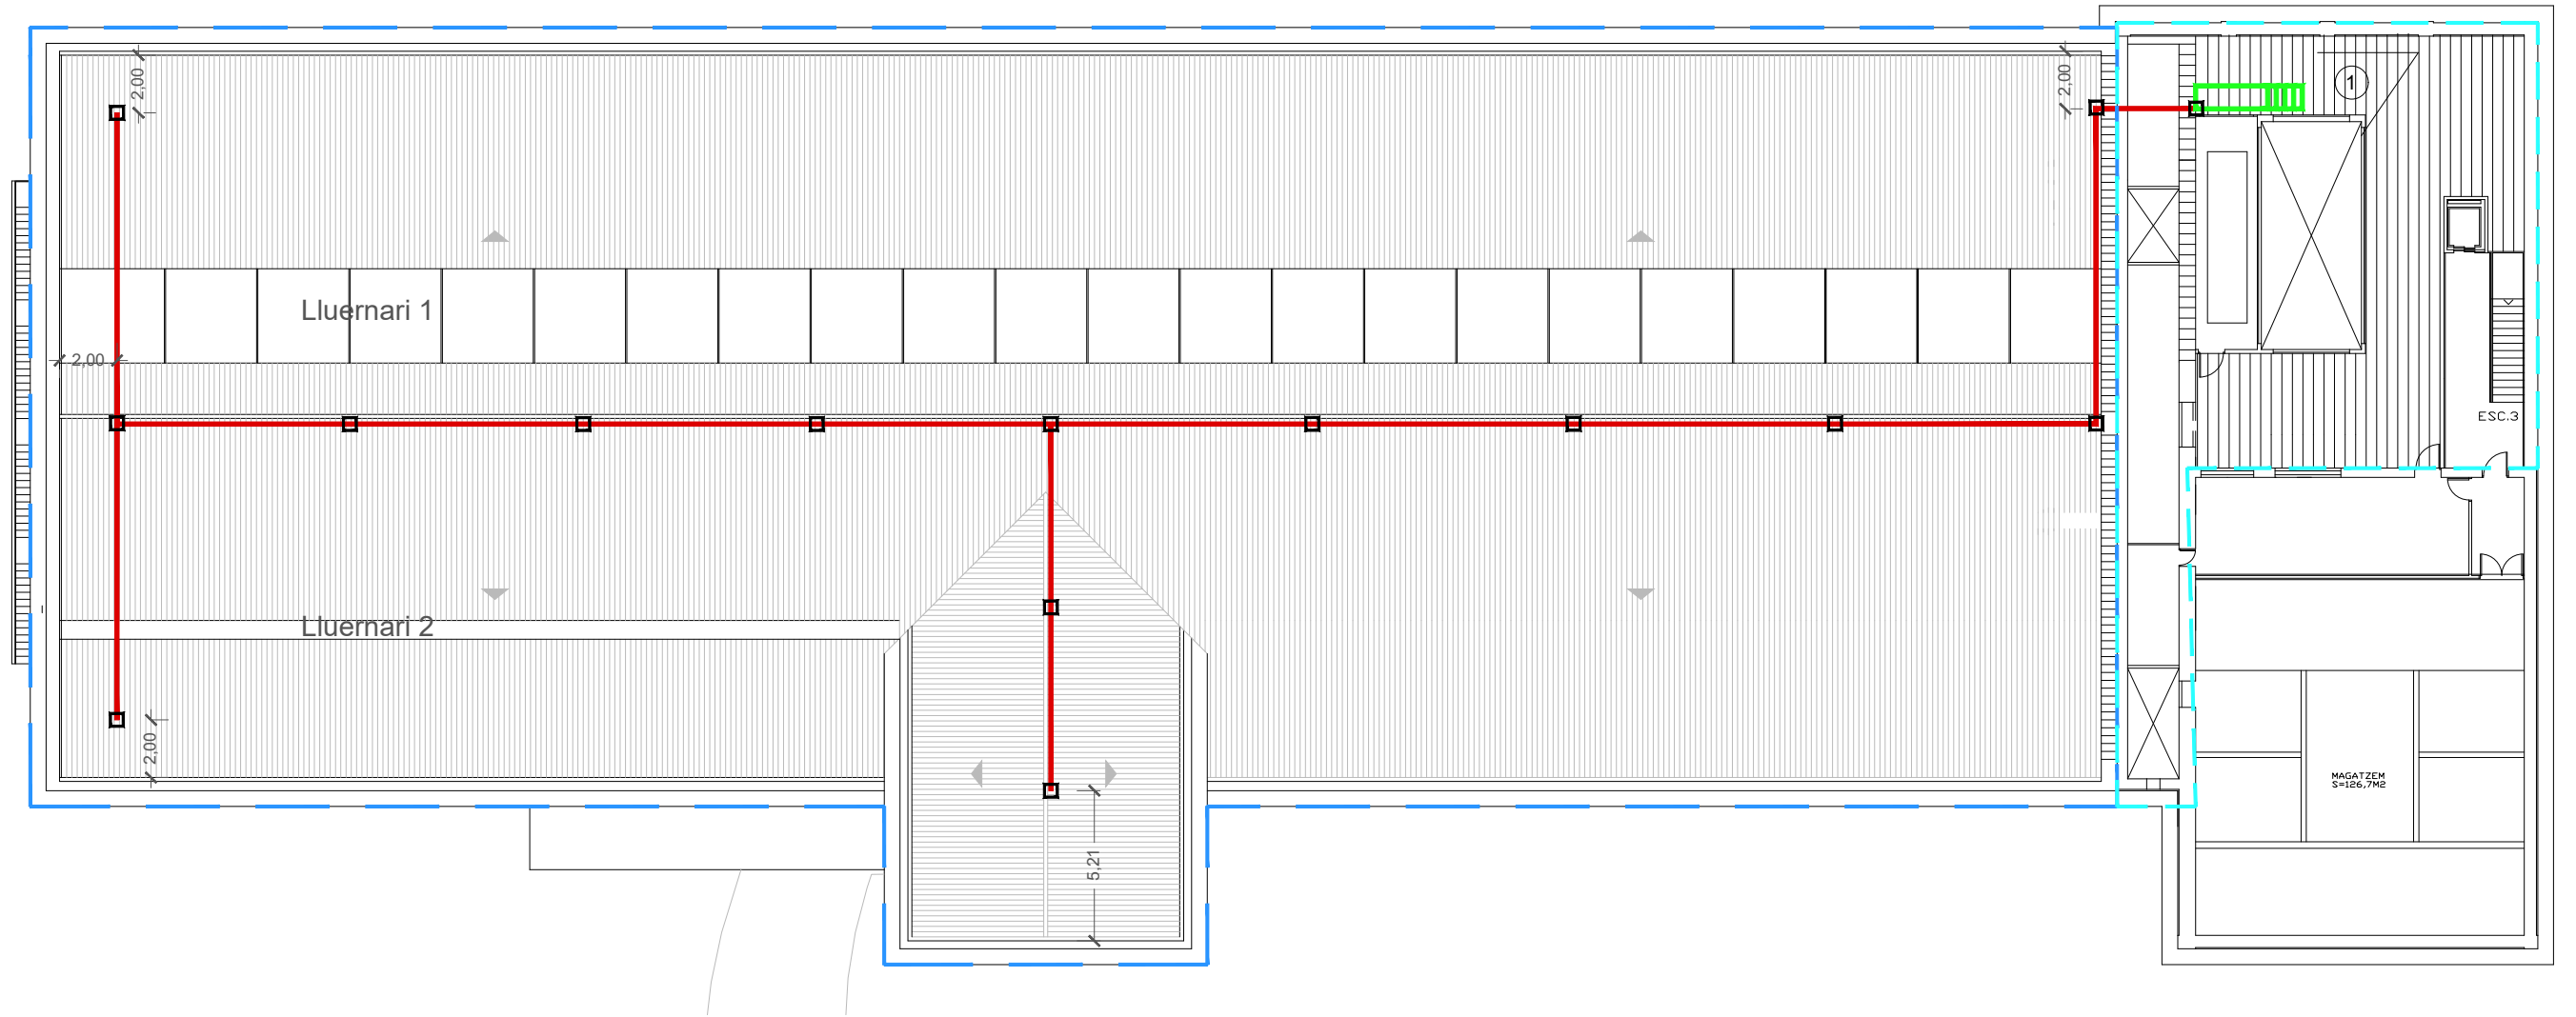 2,00
2,00
1
Lluernari 1
2,00
ESC.3
Lluernari 2
2,00
MAGATZEM
S=126,7M2
5,21